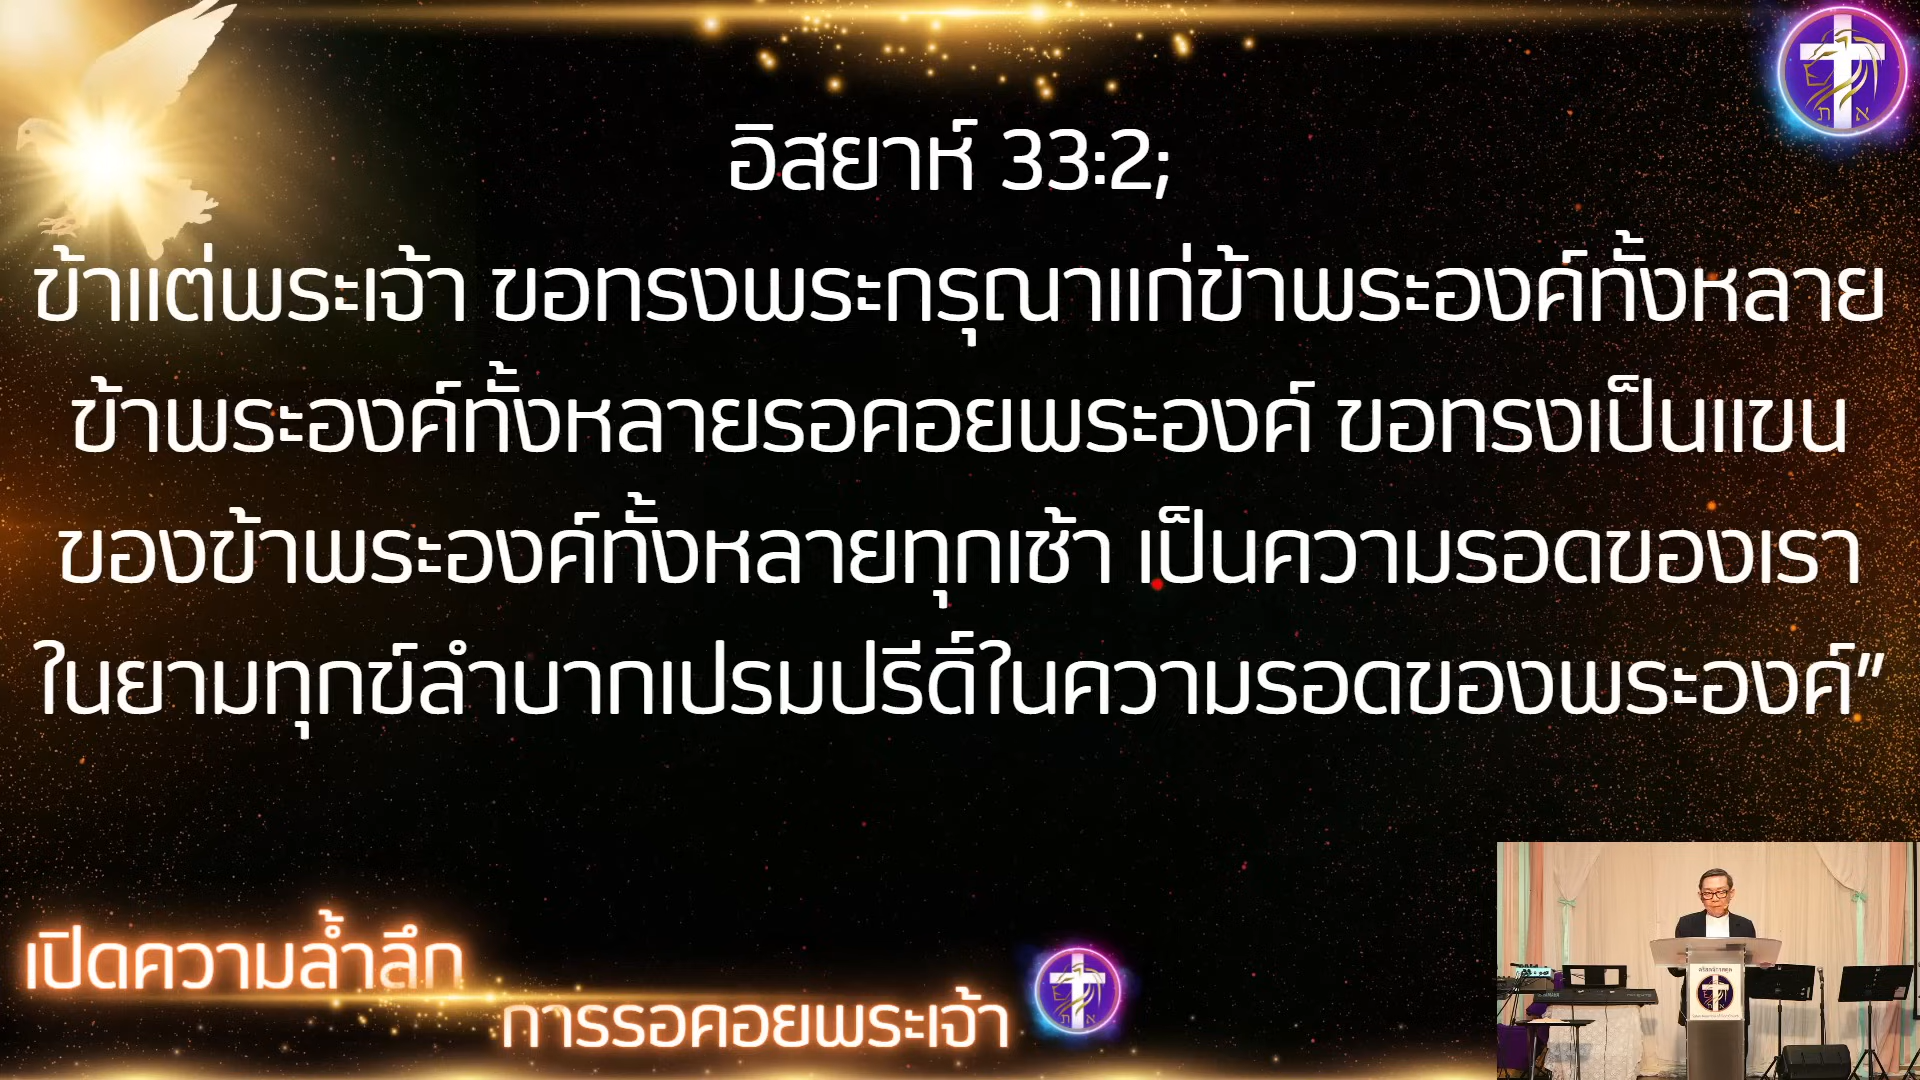 อิสยาห์ 33:2;
ข้าแต่พระเจ้า ขอทรงพระกรุณาแก่ข้าพระองค์ทั้งหลาย
ข้าพระองค์ทั้งหลายรอคอยพระองค์ ขอทรงเป็นแขน
ของข้าพระองค์ทั้งหลายทุกเช้า เป็นความรอดของเรา
ในยามทุกข์ลำบากเปรมปรีดิ์ในความรอดของพระองค์”
เปิดความล้ำลึก
การรอคอยพระเจ้า
ת א
ת א